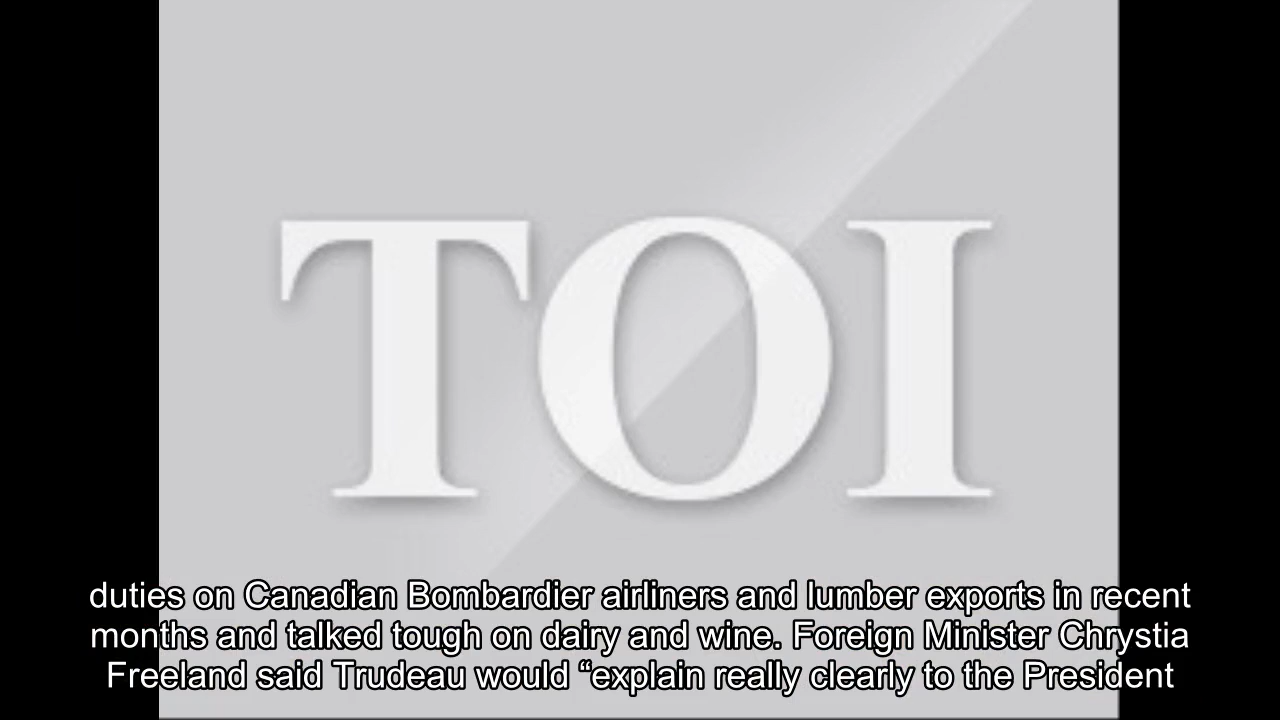 TOI
duties on Canadian Bombardier airliners and lumber exports in recent
months and talked tough on dairy and wine. Foreign Minister Chrystia
Freeland said Trudeau would “explain really clearly to the President